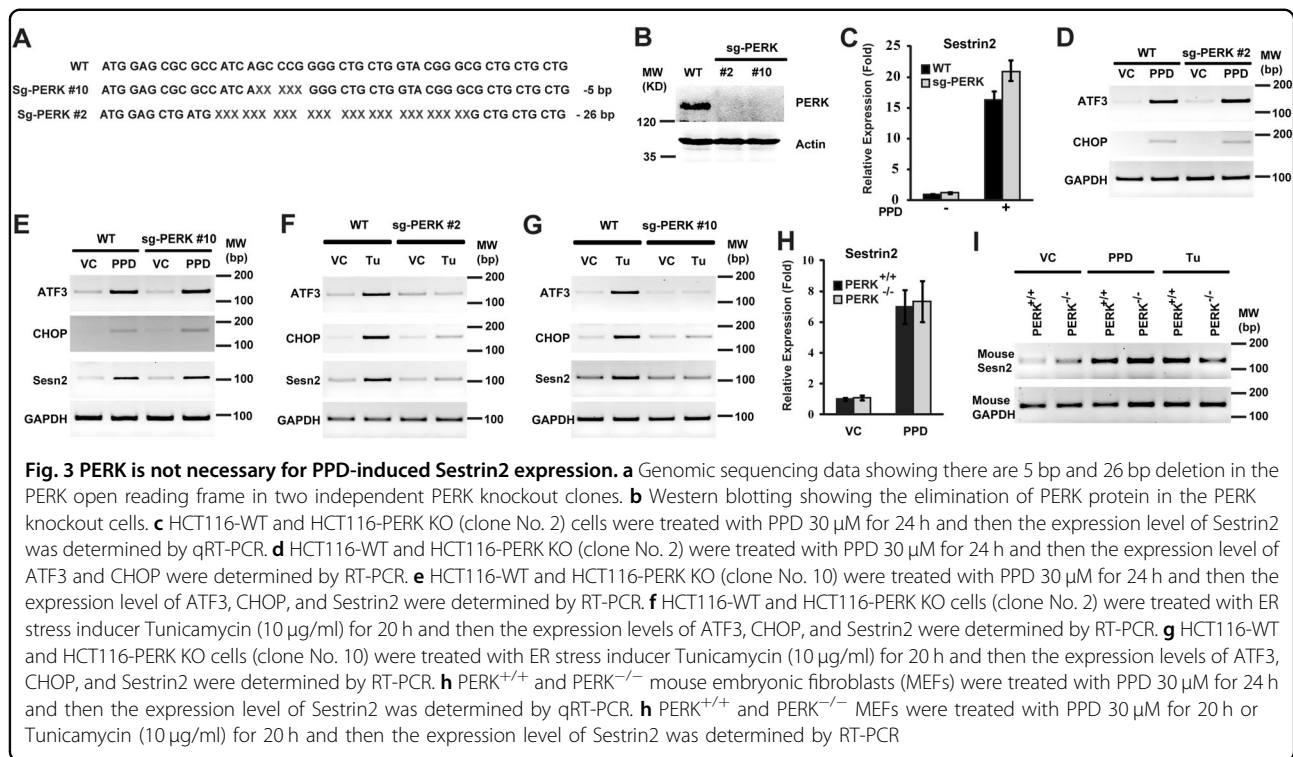 A
WT ATG GAG CGC GCC ATC AGC CCG GGG CTG CTG GTA CGG GCG CTG CTG CTG
Sg-PERK #10 ATG GAG CGC GCC ATC AXX XXX GGG CTG CTG GTA CGG GCG CTG CTG CTG -5 bp
Sg-PERK #2 ATG GAG CTG ATG XXX XXX XXX XXX XXX XXX XXX XXX XXG CTG CTG CTG - 26 bp
B
sg-PERK
MW (KD)
WT #2 #10
PERK
120
Actin
35
C
Sestrin2
WT
sg-PERK
Relative Expression (Fold)
25
20
15
10
5
0
PPD - +
D
WT sg-PERK #2
MW (bp)
VC PPD VC PPD
ATF3
200
100
CHOP
200
GAPDH
100
E
WT sg-PERK #10
MW (bp)
VC PPD VC PPD
ATF3
200
100
CHOP
200
100
Sesn2
100
GAPDH
100
F
WT sg-PERK #2
MW (bp)
VC Tu VC Tu
ATF3
200
100
CHOP
200
100
Sesn2
100
GAPDH
100
G
WT sg-PERK #10
MW (bp)
VC Tu VC Tu
ATF3
200
100
CHOP
200
100
Sesn2
100
GAPDH
100
H
Sestrin2
PERK+/+
PERK-/-
Relative Expression (Fold)
10
8
6
4
2
0
VC PPD
I
VC PPD Tu
PERK+/+ PERK-/- PERK+/+ PERK-/- PERK+/+ PERK-/-
MW (bp)
Mouse Sesn2
200
100
Mouse GAPDH
200
100
Fig. 3 PERK is not necessary for PPD-induced Sestrin2 expression. a Genomic sequencing data showing there are 5 bp and 26 bp deletion in the
PERK open reading frame in two independent PERK knockout clones. b Western blotting showing the elimination of PERK protein in the PERK
knockout cells. c HCT116-WT and HCT116-PERK KO (clone No. 2) cells were treated with PPD 30 μM for 24 h and then the expression level of Sestrin2
was determined by qRT-PCR. d HCT116-WT and HCT116-PERK KO (clone No. 2) were treated with PPD 30 μM for 24 h and then the expression level of
ATF3 and CHOP were determined by RT-PCR. e HCT116-WT and HCT116-PERK KO (clone No. 10) were treated with PPD 30 μM for 24 h and then the
expression level of ATF3, CHOP, and Sestrin2 were determined by RT-PCR. f HCT116-WT and HCT116-PERK KO cells (clone No. 2) were treated with ER
stress inducer Tunicamycin (10 μg/ml) for 20 h and then the expression levels of ATF3, CHOP, and Sestrin2 were determined by RT-PCR. g HCT116-WT
and HCT116-PERK KO cells (clone No. 10) were treated with ER stress inducer Tunicamycin (10 μg/ml) for 20 h and then the expression levels of ATF3,
CHOP, and Sestrin2 were determined by RT-PCR. h PERK+/+ and PERK−/− mouse embryonic fibroblasts (MEFs) were treated with PPD 30 μM for 24 h
and then the expression level of Sestrin2 was determined by qRT-PCR. h PERK+/+ and PERK−/− MEFs were treated with PPD 30 μM for 20 h or
Tunicamycin (10 μg/ml) for 20 h and then the expression level of Sestrin2 was determined by RT-PCR